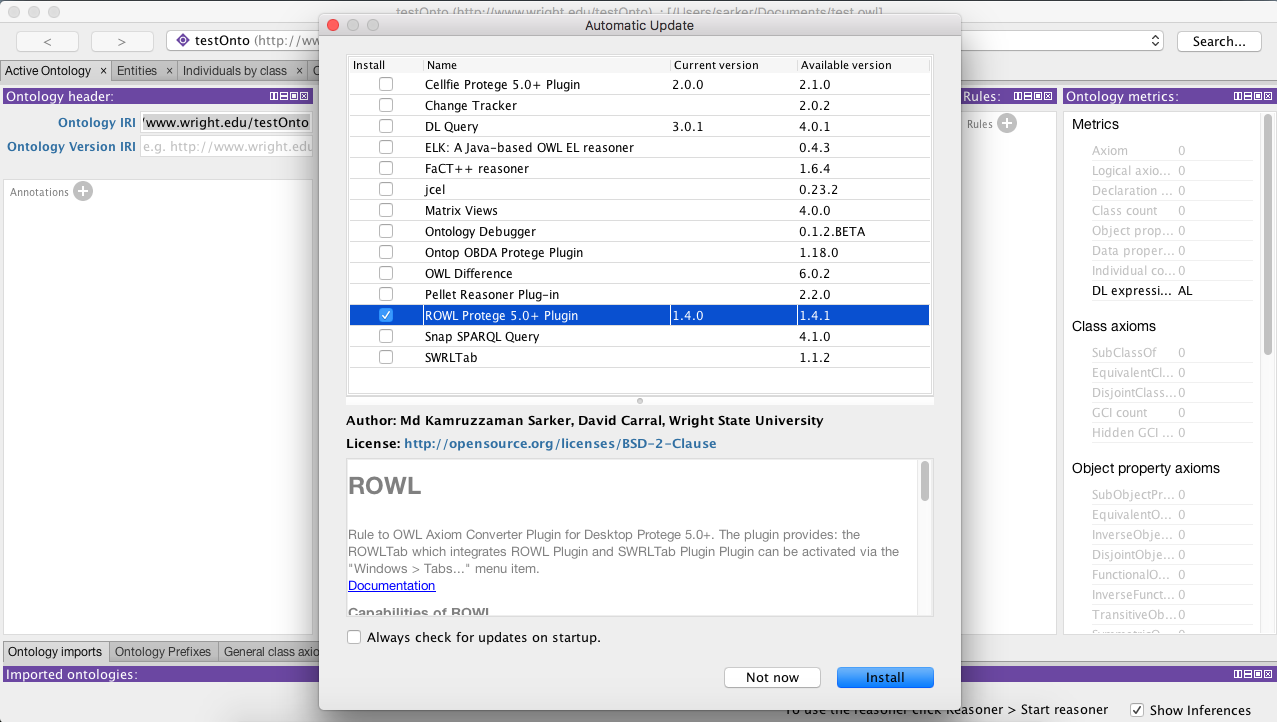 testOnto (http://www.wright.edu/testOnto) : [/Users/sarker/Documents/test.owl]
Automatic Update
< > testOnto (http://ww Search...
Active Ontology × Entities × Individuals by class ×
Ontology header:
Ontology IRI www.wright.edu/testOnto
Ontology Version IRI e.g. http://www.wright.edu
Annotations
Install Name Current version Available version
Cellfie Protege 5.0+ Plugin 2.0.0 2.1.0
Change Tracker 2.0.2
DL Query 3.0.1 4.0.1
ELK: A Java-based OWL EL reasoner 0.4.3
FaCT++ reasoner 1.6.4
jcel 0.23.2
Matrix Views 4.0.0
Ontology Debugger 0.1.2.BETA
Ontop OBDA Protege Plugin 1.18.0
OWL Difference 6.0.2
Pellet Reasoner Plug-in 2.2.0
ROWL Protege 5.0+ Plugin 1.4.0 1.4.1
Snap SPARQL Query 4.1.0
SWRLTab 1.1.2
Author: Md Kamruzzaman Sarker, David Carral, Wright State University
License: http://opensource.org/licenses/BSD-2-Clause
ROWL
Rule to OWL Axiom Converter Plugin for Desktop Protege 5.0+. The plugin provides: the
ROWLTab which integrates ROWL Plugin and SWRLTab Plugin Plugin can be activated via the
"Windows > Tabs..." menu item.
Documentation
Capabilities of ROWL
Always check for updates on startup.
Not now Install
Rules:
Rules
Ontology metrics:
Metrics
Axiom 0
Logical axio... 0
Declaration ... 0
Class count 0
Object prop... 0
Data proper... 0
Individual co... 0
DL expressi... AL
Class axioms
SubClassOf 0
EquivalentCl... 0
DisjointClass... 0
GCI count 0
Hidden GCI ... 0
Object property axioms
SubObjectPr... 0
EquivalentO... 0
InverseObje... 0
DisjointObje... 0
FunctionalO... 0
InverseFunct... 0
TransitiveOb... 0
SymmetricO... 0
Ontology imports Ontology Prefixes General class axio
Imported ontologies:
To use the reasoner click Reasoner > Start reasoner Show Inferences